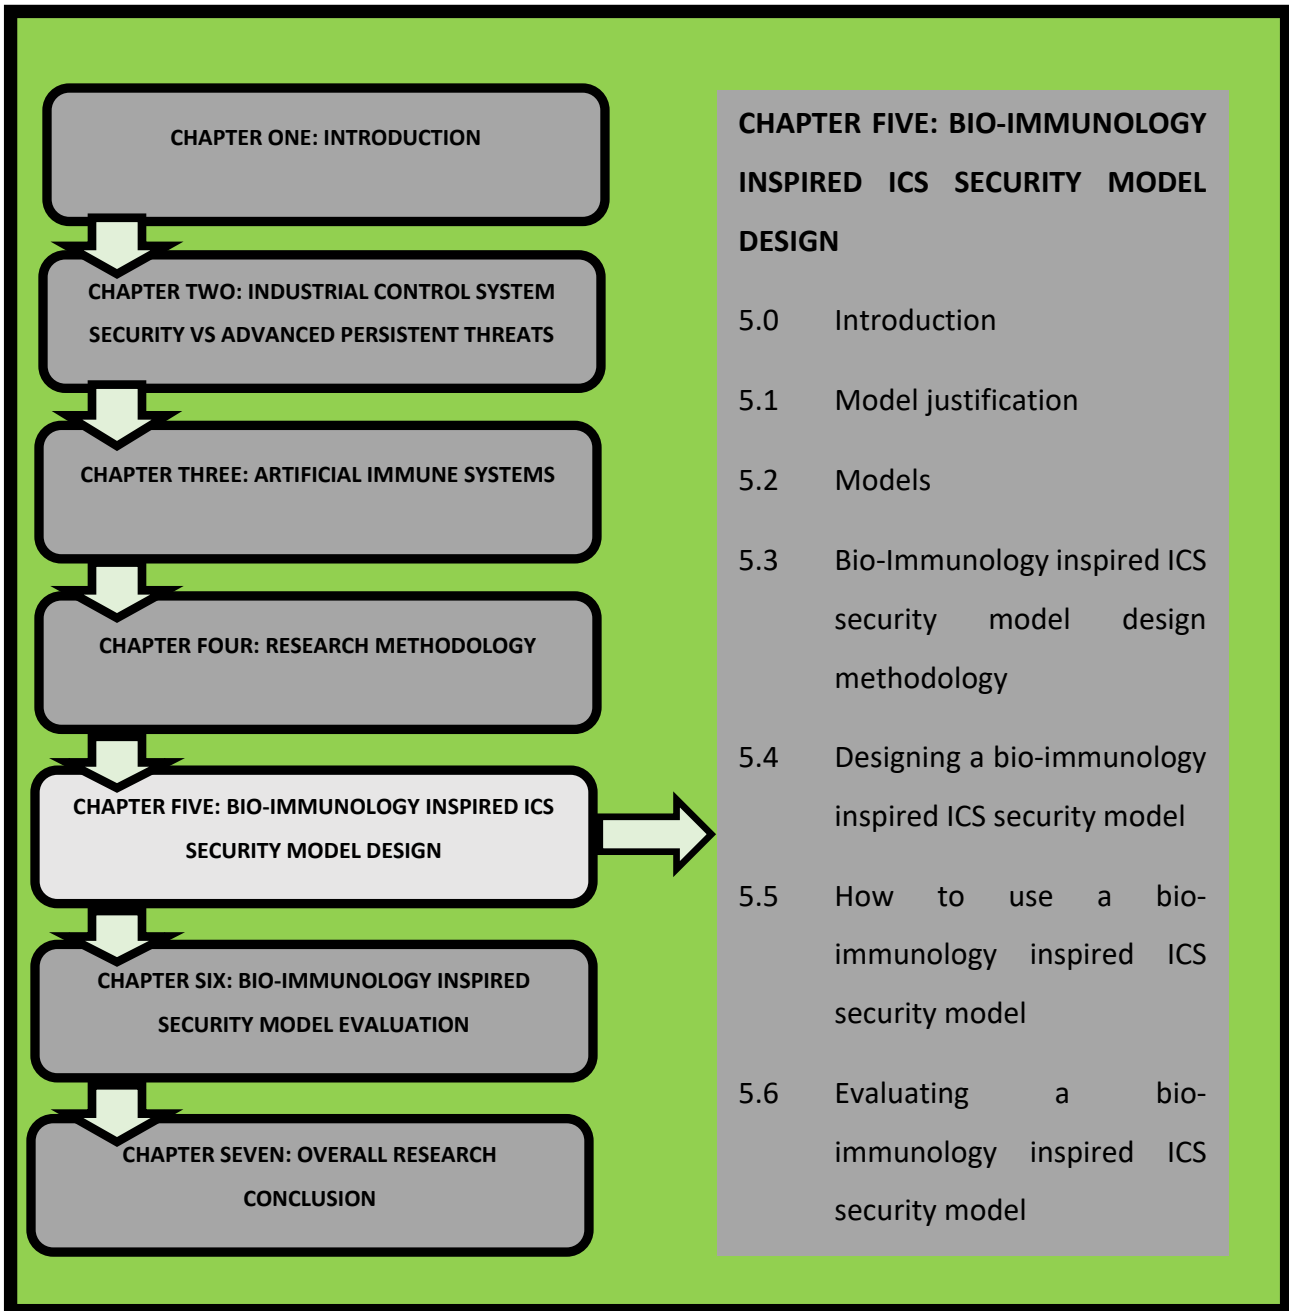 CHAPTER ONE: INTRODUCTION
CHAPTER TWO: INDUSTRIAL CONTROL SYSTEM
SECURITY VS ADVANCED PERSISTENT THREATS
CHAPTER THREE: ARTIFICIAL IMMUNE SYSTEMS
CHAPTER FOUR: RESEARCH METHODOLOGY
CHAPTER FIVE: BIO-IMMUNOLOGY INSPIRED ICS
SECURITY MODEL DESIGN
CHAPTER SIX: BIO-IMMUNOLOGY INSPIRED
SECURITY MODEL EVALUATION
CHAPTER SEVEN: OVERALL RESEARCH
CONCLUSION
CHAPTER FIVE: BIO-IMMUNOLOGY
INSPIRED ICS SECURITY MODEL
DESIGN
5.0 Introduction
5.1 Model justification
5.2 Models
5.3 Bio-Immunology inspired ICS
security model design
methodology
5.4 Designing a bio-immunology
inspired ICS security model
5.5 How to use a bio-
immunology inspired ICS
security model
5.6 Evaluating a bio-
immunology inspired ICS
security model